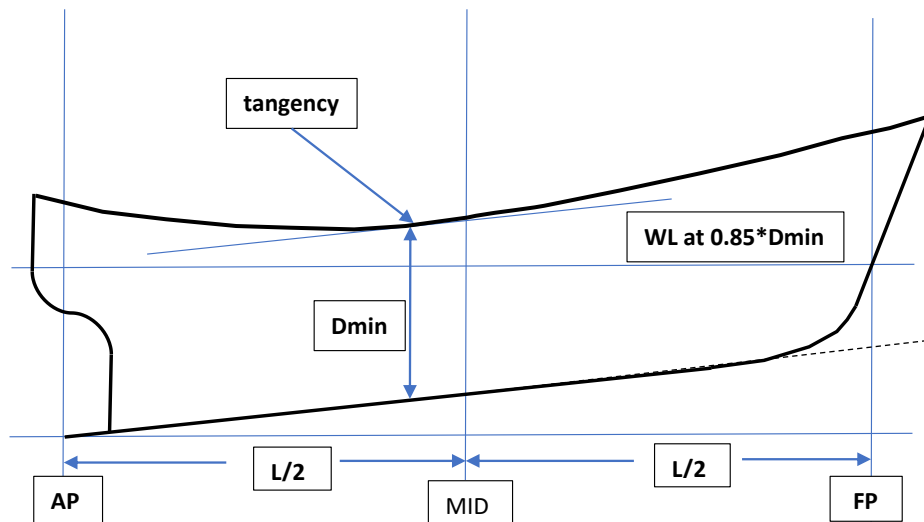 tangency
WL at 0.85*Dmin
Dmin
L/2
L/2
AP
MID
FP